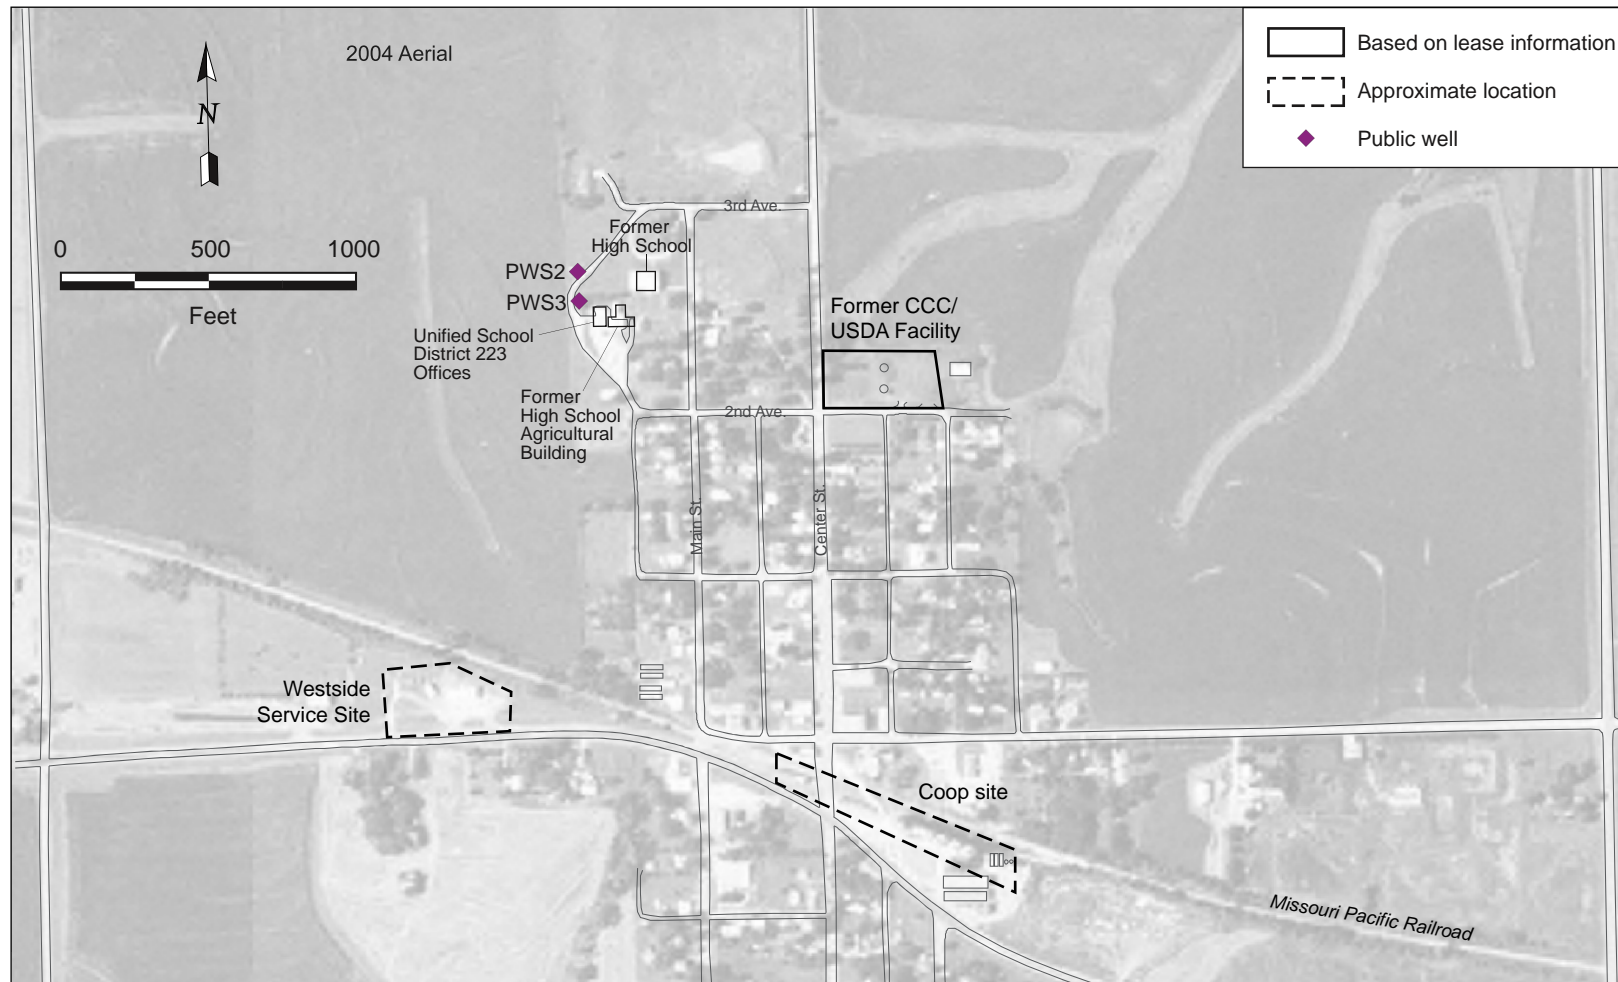 2004 Aerial
Based on lease information
Approximate location
Public well
N
0 500 1000
Feet
3rd Ave.
Former
High School
PWS2
PWS3
Unified School
District 223
Offices
Former
High School
Agricultural
Building
Former CCC/
USDA Facility
2nd Ave.
Main St.
Center St.
Westside
Service Site
Coop site
Missouri Pacific Railroad